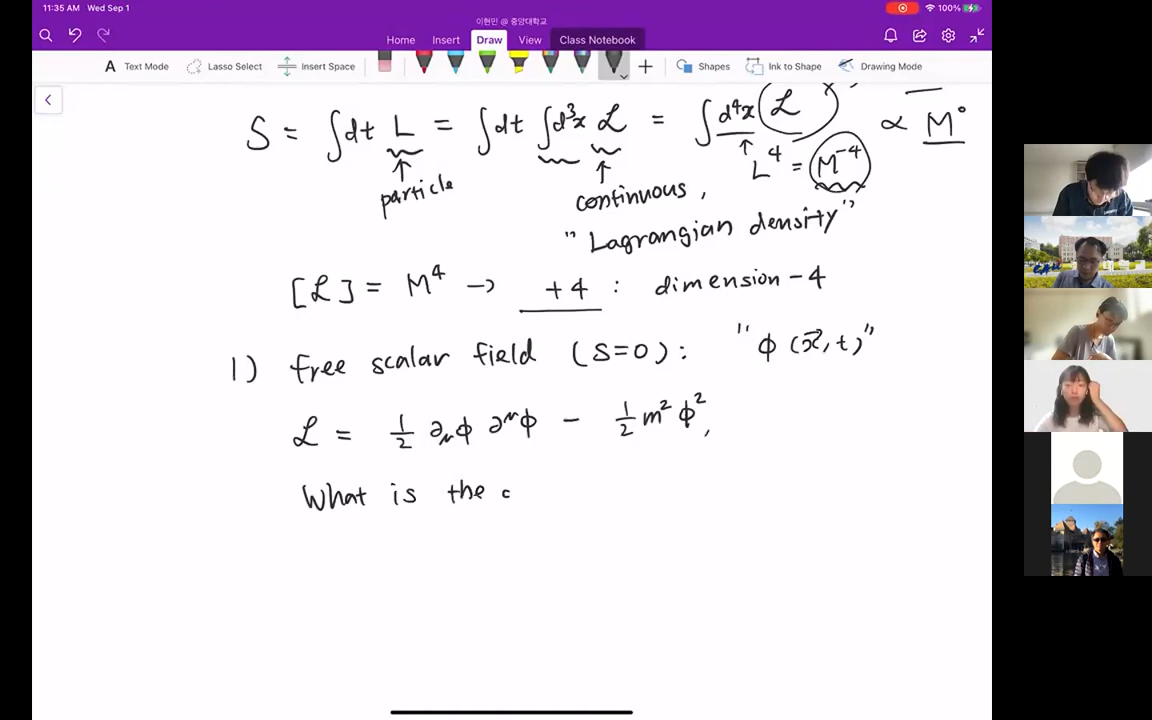 11:35 AM Wed Sep 1
100%
이현민 @ 중앙대학교
Home Insert Draw View Class Notebook
Text Mode Lasso Select Insert Space Shapes Ink to Shape Drawing Mode
S = ∫dt L = ∫dt ∫d³x ℒ = ∫d⁴x (ℒ) ∝ M⁰
↑ ↑ ↑ L⁴ = M⁻⁴
particle continuous,
"Lagrangian density"
[ℒ] = M⁴ → +4 : dimension-4
1) free scalar field (S=0) : "ϕ(x⃗,t)"
ℒ = 1/2 ∂_μϕ ∂^μϕ − 1/2 m²ϕ²,
What is the